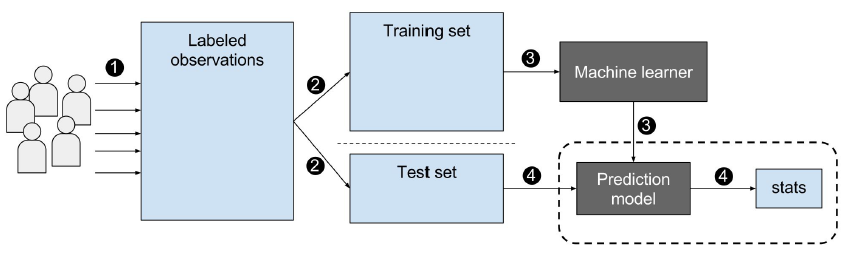 1
Labeled
observations
2
2
Training set
Test set
3
4
Machine learner
3
Prediction
model
4
stats